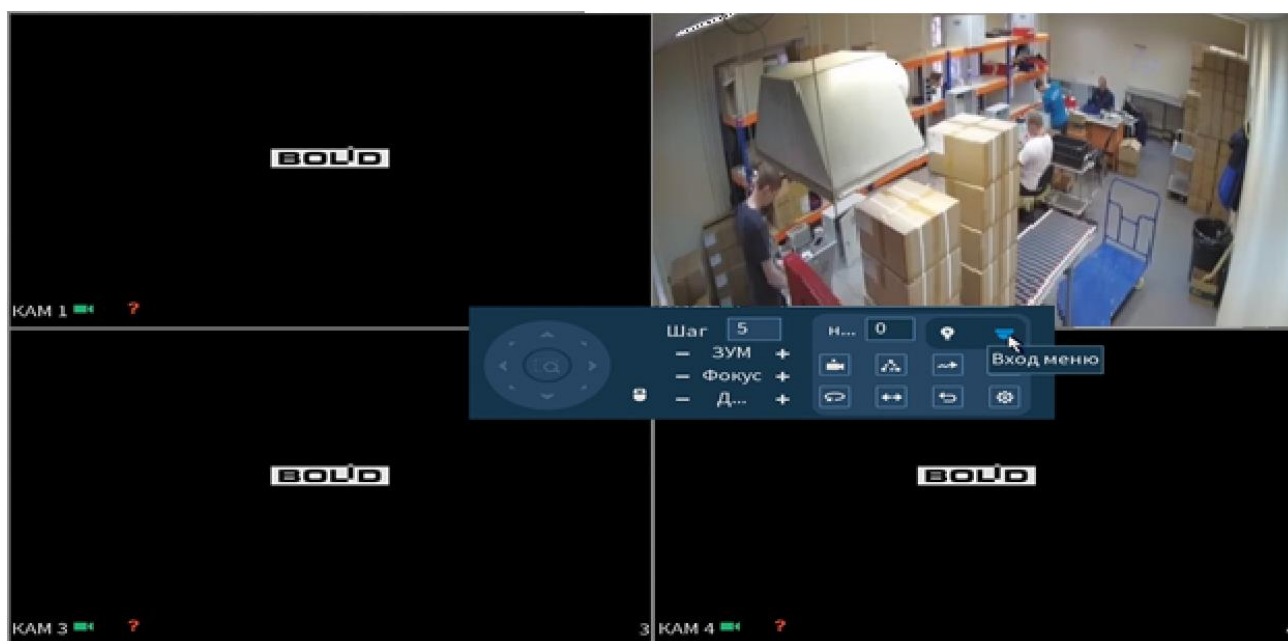 BOLID
КАМ 1 ?
Шаг 5
н... 0
— ЗУМ +
Вход меню
— Фокус +
— Д... +
BOLID
BOLID
КАМ 3 ?
3
КАМ 4 ?